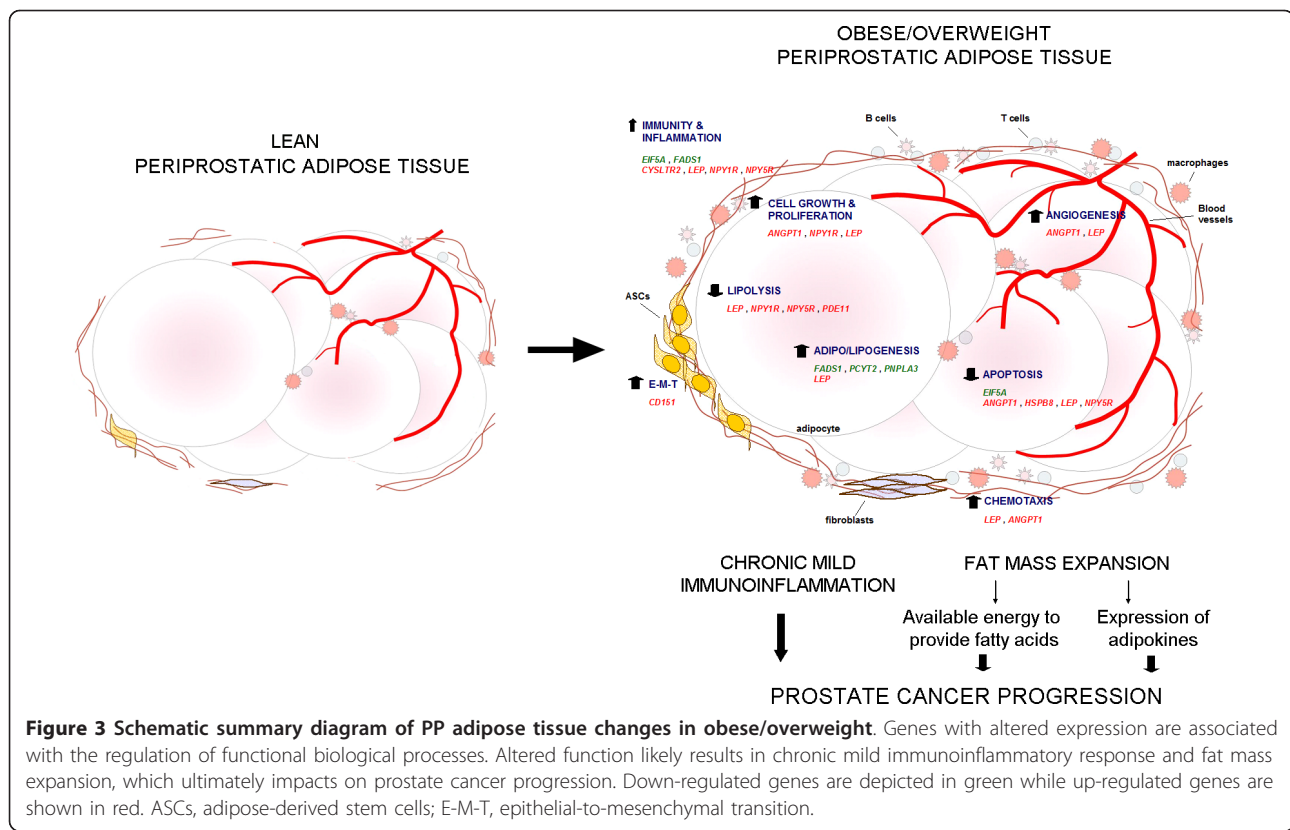 OBESE/OVERWEIGHT
PERIPROSTATIC ADIPOSE TISSUE
LEAN
PERIPROSTATIC ADIPOSE TISSUE
IMMUNITY &
INFLAMMATION
EIF5A , FADS1
CYSLTR2 , LEP, NPY1R , NPY5R
B cells
T cells
macrophages
Blood
vessels
CELL GROWTH &
PROLIFERATION
ANGPT1 , NPY1R , LEP
ANGIOGENESIS
ANGPT1 , LEP
ASCs
LIPOLYSIS
LEP , NPY1R , NPY5R , PDE11
ADIPO/LIPOGENESIS
FADS1 , PCYT2 , PNPLA3
LEP
APOPTOSIS
EIF5A
ANGPT1 , HSPB8 , LEP , NPY5R
E-M-T
CD151
adipocyte
fibroblasts
CHEMOTAXIS
LEP , ANGPT1
CHRONIC MILD
IMMUNOINFLAMMATION
FAT MASS EXPANSION
Available energy to
provide fatty acids
Expression of
adipokines
PROSTATE CANCER PROGRESSION
Figure 3 Schematic summary diagram of PP adipose tissue changes in obese/overweight. Genes with altered expression are associated
with the regulation of functional biological processes. Altered function likely results in chronic mild immunoinflammatory response and fat mass
expansion, which ultimately impacts on prostate cancer progression. Down-regulated genes are depicted in green while up-regulated genes are
shown in red. ASCs, adipose-derived stem cells; E-M-T, epithelial-to-mesenchymal transition.